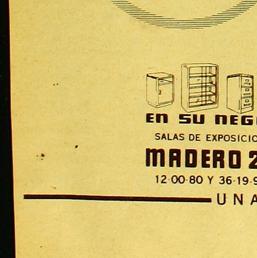 EN SU NEG
SALAS DE EXPOSICIO
MADERO 2
12-00-80 Y 36-19-9
UNA